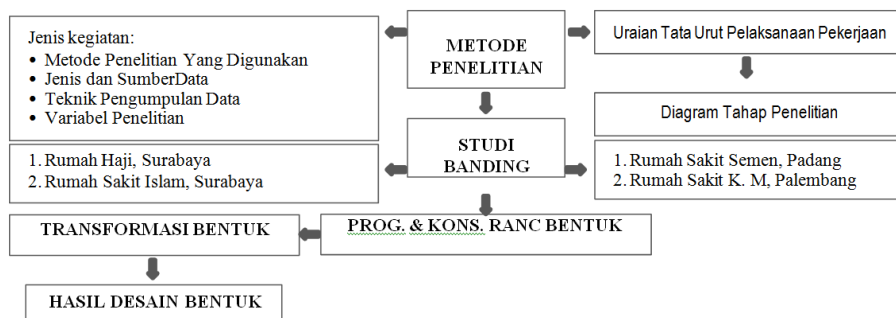 Jenis kegiatan:
• Metode Penelitian Yang Digunakan
• Jenis dan SumberData
• Teknik Pengumpulan Data
• Variabel Penelitian
METODE
PENELITIAN
Uraian Tata Urut Pelaksanaan Pekerjaan
Diagram Tahap Penelitian
1. Rumah Haji, Surabaya
2. Rumah Sakit Islam, Surabaya
STUDI
BANDING
1. Rumah Sakit Semen, Padang
2. Rumah Sakit K. M, Palembang
TRANSFORMASI BENTUK
PROG. & KONS. RANC BENTUK
HASIL DESAIN BENTUK